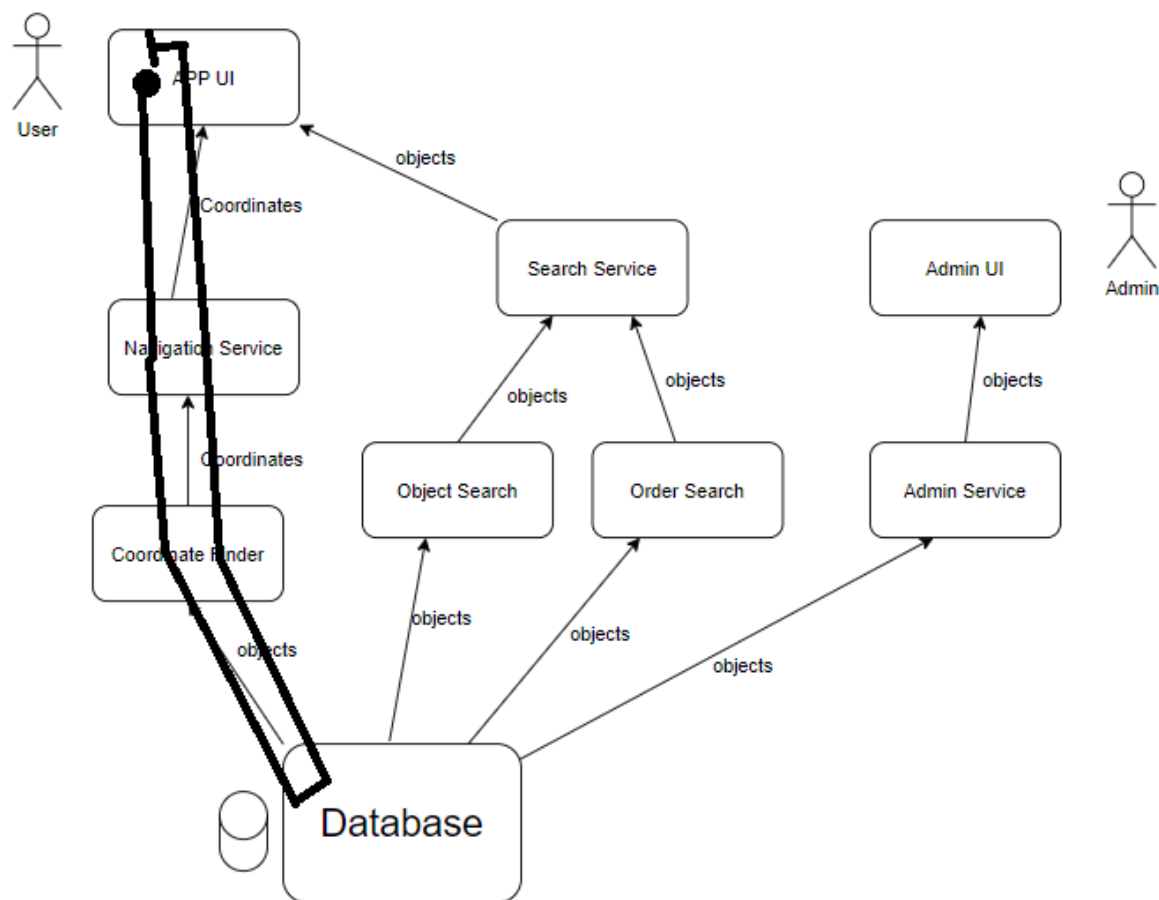 APP UI
User
objects
Coordinates
Search Service
Admin UI
Admin
Navigation Service
objects
objects
objects
Coordinates
Object Search
Order Search
Admin Service
Coordinate Finder
objects
objects
objects
objects
Database